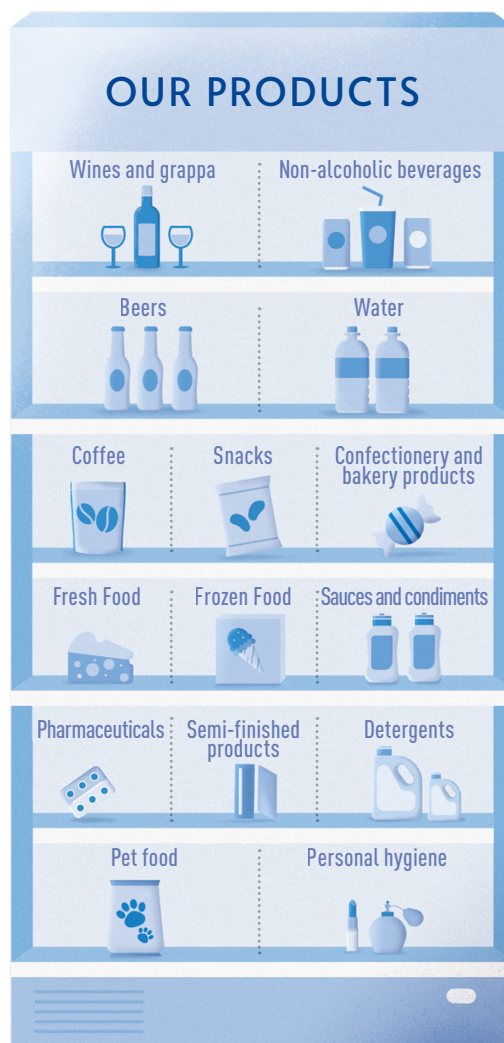 OUR PRODUCTS
Wines and grappa
Non-alcoholic beverages
Beers
Water
Coffee
Snacks
Confectionery and
bakery products
Fresh Food
Frozen Food
Sauces and condiments
Pharmaceuticals
Semi-finished
products
Detergents
Pet food
Personal hygiene